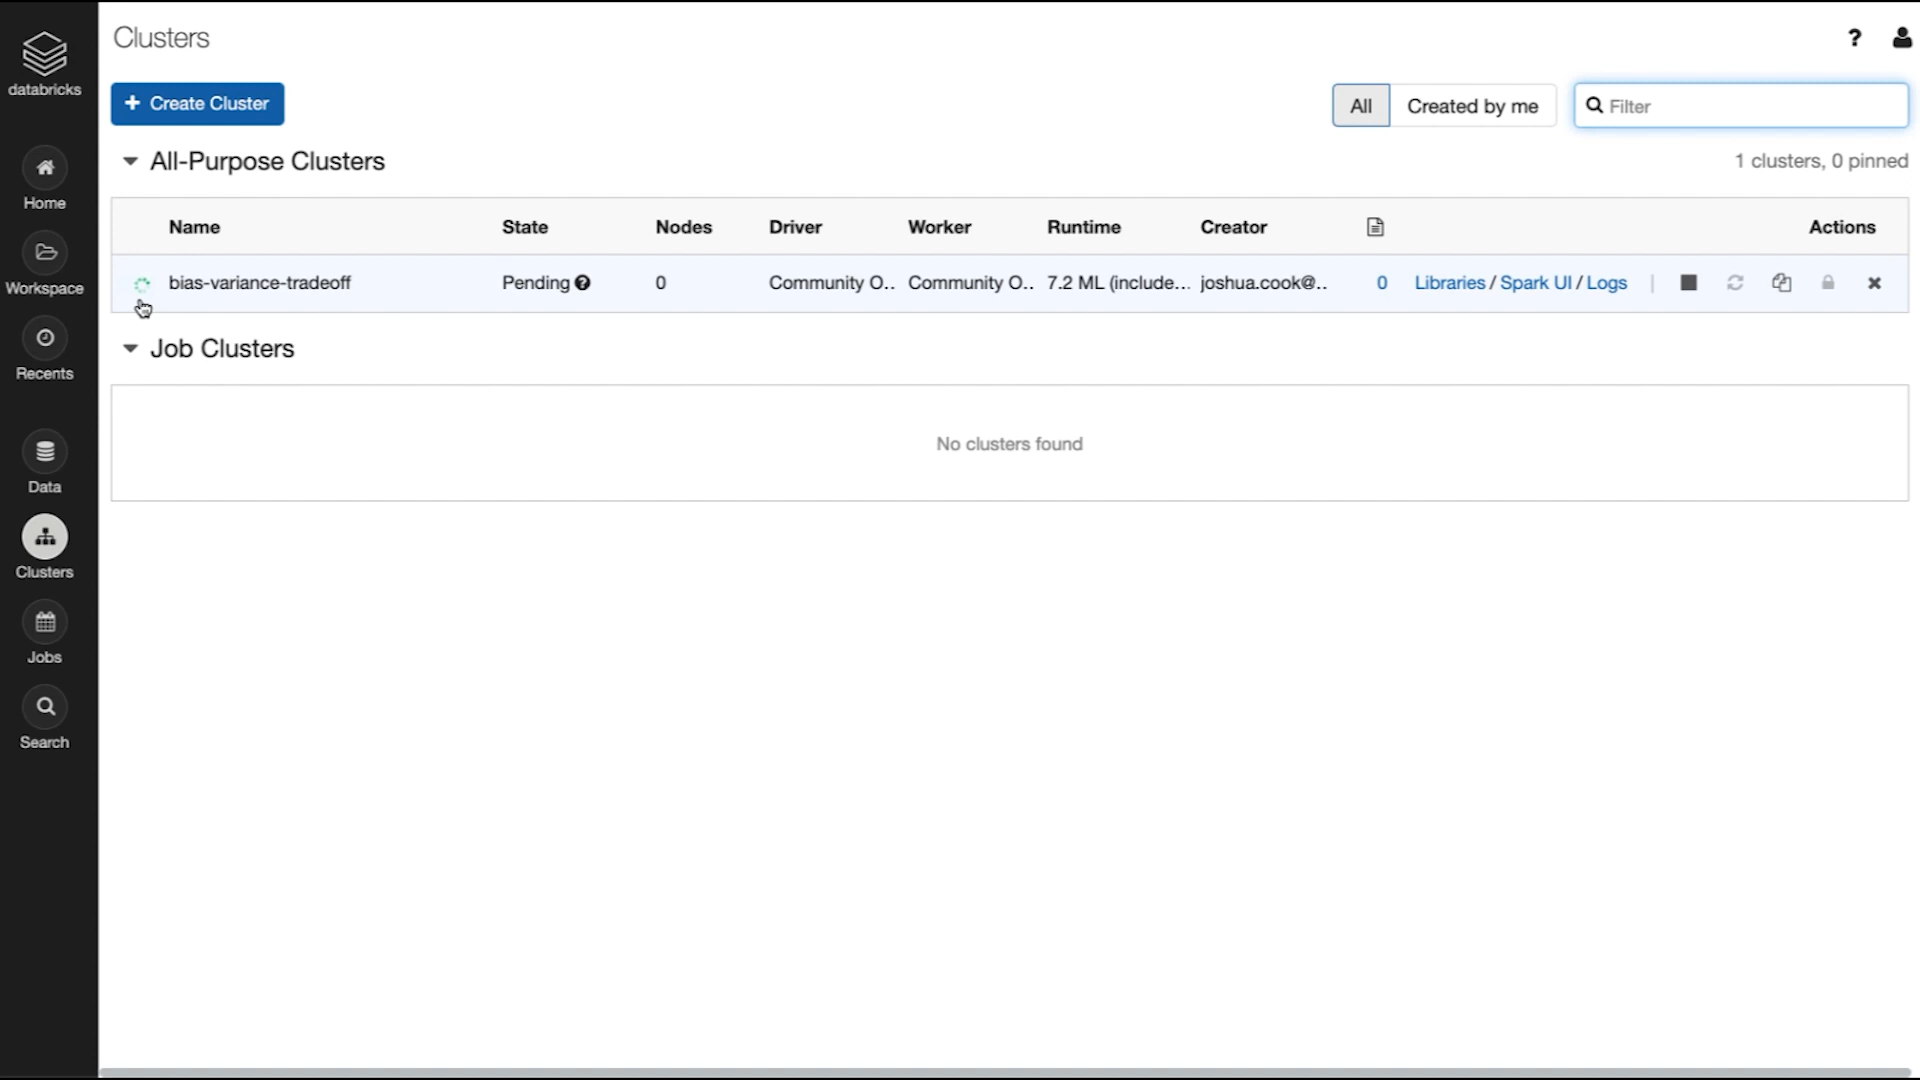 databricks
Home
Workspace
Recents
Data
Clusters
Jobs
Search
Clusters
?
+ Create Cluster
All Created by me Filter
All-Purpose Clusters 1 clusters, 0 pinned
Name State Nodes Driver Worker Runtime Creator Actions
bias-variance-tradeoff Pending ? 0 Community O.. Community O.. 7.2 ML (include... joshua.cook@.. 0 Libraries / Spark UI / Logs |
Job Clusters
No clusters found